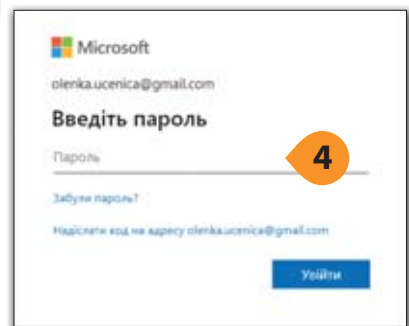 Microsoft
olenka.ucenica@gmail.com
Введіть пароль
Пароль
4
Забули пароль?
Надіслати код на адресу olenka.ucenica@gmail.com
Увійти